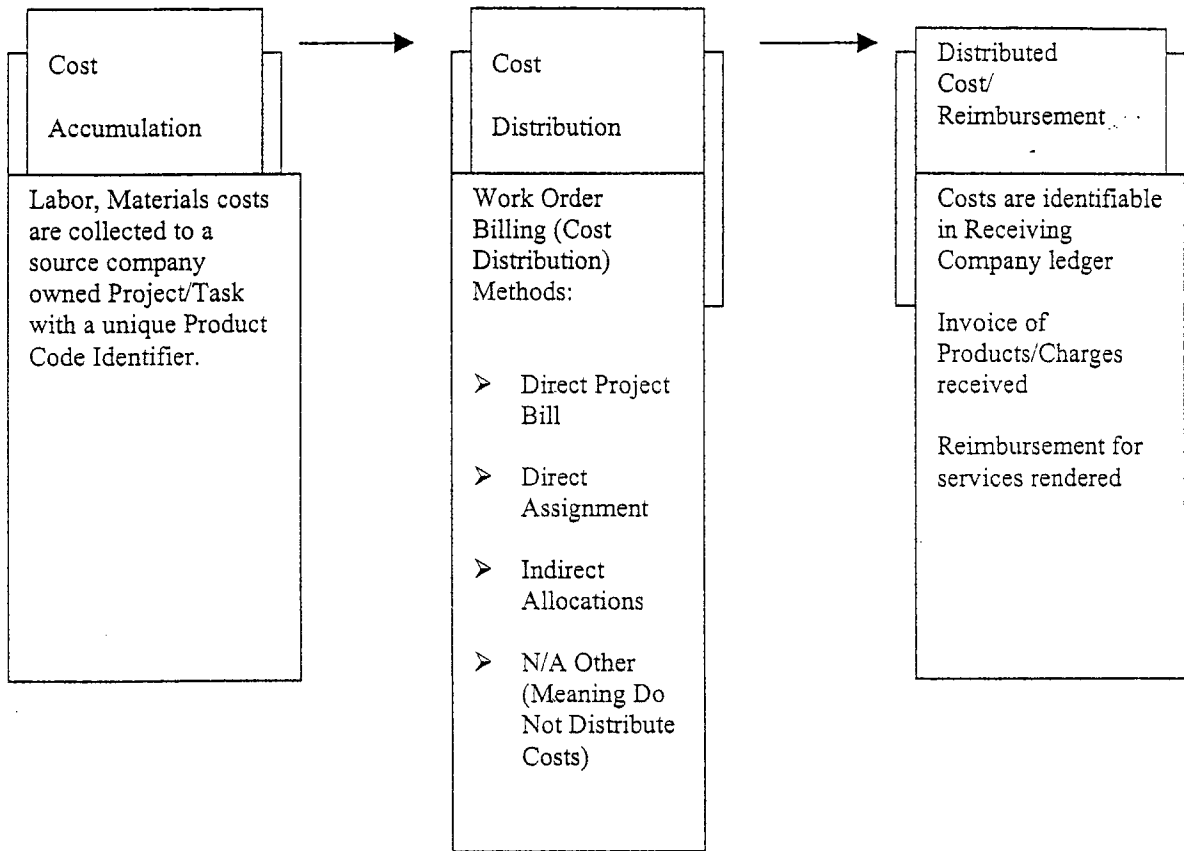 Cost
Accumulation
Labor, Materials costs
are collected to a
source company
owned Project/Task
with a unique Product
Code Identifier.
Cost
Distribution
Work Order
Billing (Cost
Distribution)
Methods:
➢ Direct Project
Bill
➢ Direct
Assignment
➢ Indirect
Allocations
➢ N/A Other
(Meaning Do
Not Distribute
Costs)
Distributed
Cost/
Reimbursement
Costs are identifiable
in Receiving
Company ledger
Invoice of
Products/Charges
received
Reimbursement for
services rendered